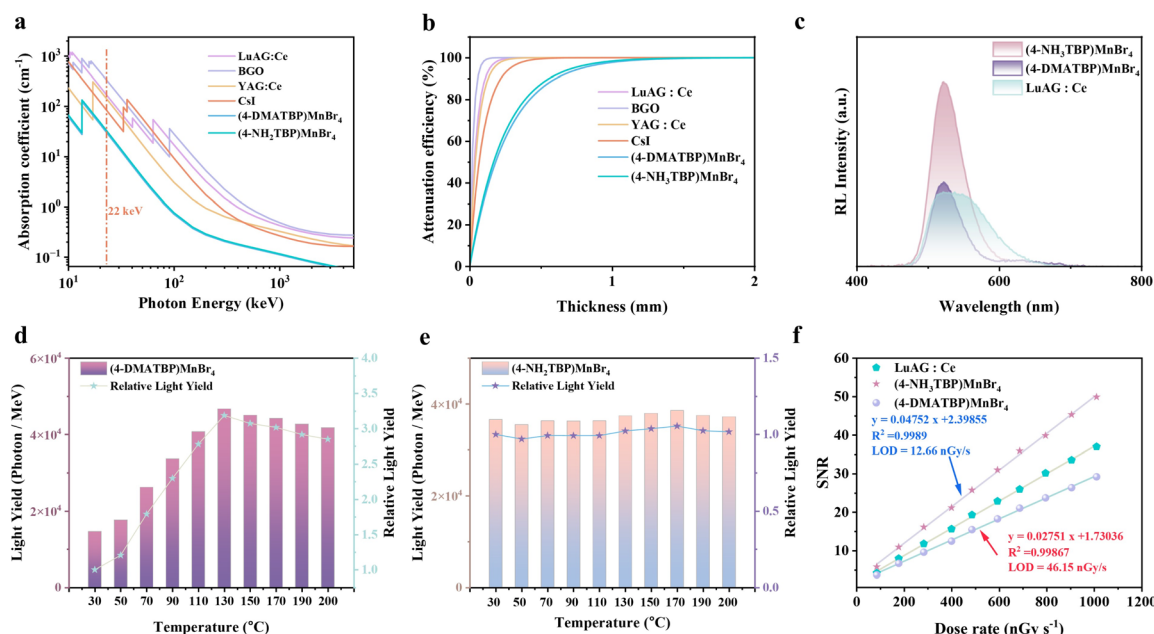 a
Absorption coefficient (cm⁻¹)
10³
10²
10¹
10⁰
10⁻¹
LuAG:Ce
BGO
YAG:Ce
CsI
(4-DMATBP)MnBr₄
(4-NH₂TBP)MnBr₄
22 keV
10¹ 10² 10³
Photon Energy (keV)
b
Attenuation efficiency (%)
100
80
60
40
20
0
LuAG : Ce
BGO
YAG : Ce
CsI
(4-DMATBP)MnBr₄
(4-NH₃TBP)MnBr₄
0 1 2
Thickness (mm)
c
RL Intensity (a.u.)
(4-NH₃TBP)MnBr₄
(4-DMATBP)MnBr₄
LuAG : Ce
400 500 600 800
Wavelength (nm)
d
Light Yield (Photon / MeV)
6×10⁴
4×10⁴
2×10⁴
0
(4-DMATBP)MnBr₄
Relative Light Yield
4.0
3.5
3.0
2.5
2.0
1.5
1.0
Relative Light Yield
30 50 70 90 110 130 150 170 190 200
Temperature (°C)
e
Light Yield (Photon / MeV)
4×10⁴
2×10⁴
0
(4-NH₂TBP)MnBr₄
Relative Light Yield
1.5
1.0
0.5
0.0
Relative Light Yield
30 50 70 90 110 130 150 170 190 200
Temperature (°C)
f
SNR
60
50
40
30
20
10
LuAG : Ce
(4-NH₃TBP)MnBr₄
(4-DMATBP)MnBr₄
y = 0.04752 x +2.39855
R² =0.9989
LOD = 12.66 nGy/s
y = 0.02751 x +1.73036
R² =0.99867
LOD = 46.15 nGy/s
0 200 400 600 800 1000 1200
Dose rate (nGy s⁻¹)